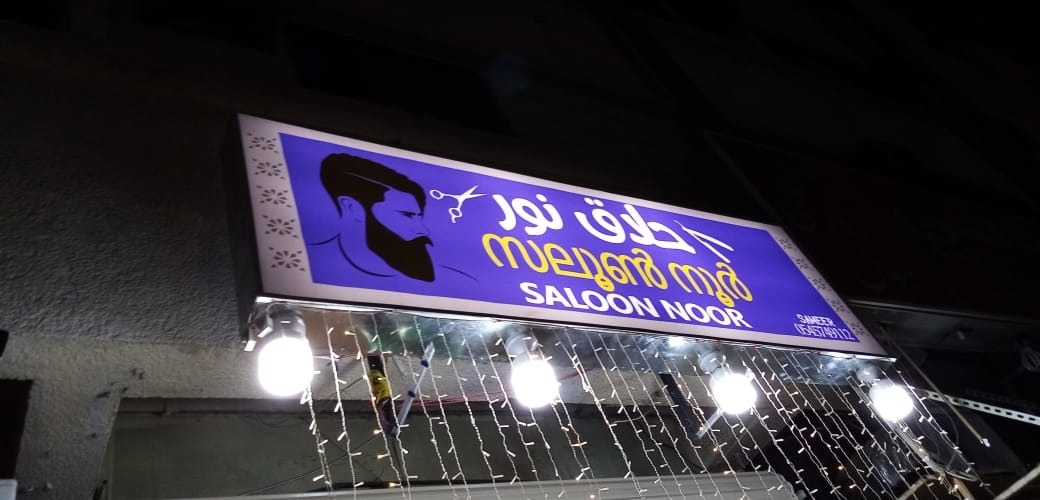 حلاق نور
സലൂൺ നൂർ
SALOON NOOR
SAMEER
0545749112